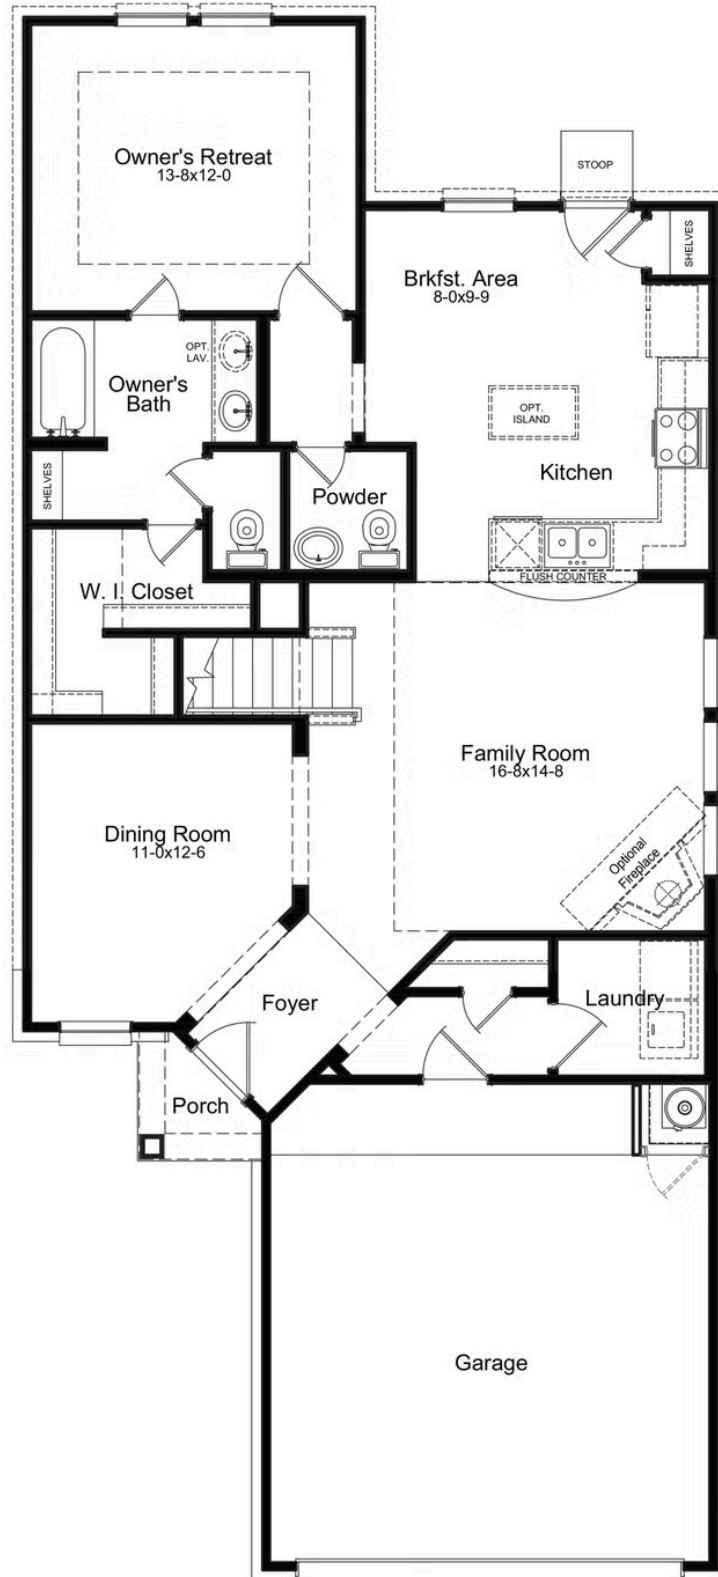 Owner's Retreat
13-8x12-0
STOOP
SHELVES
Brkfst. Area
8-0x9-9
OPT.
LAV.
Owner's
Bath
OPT.
ISLAND
SHELVES
Powder
Kitchen
W. I. Closet
FLUSH COUNTER
Family Room
16-8x14-8
Dining Room
11-0x12-6
Optional
Fireplace
Foyer
Laundry
Porch
Garage